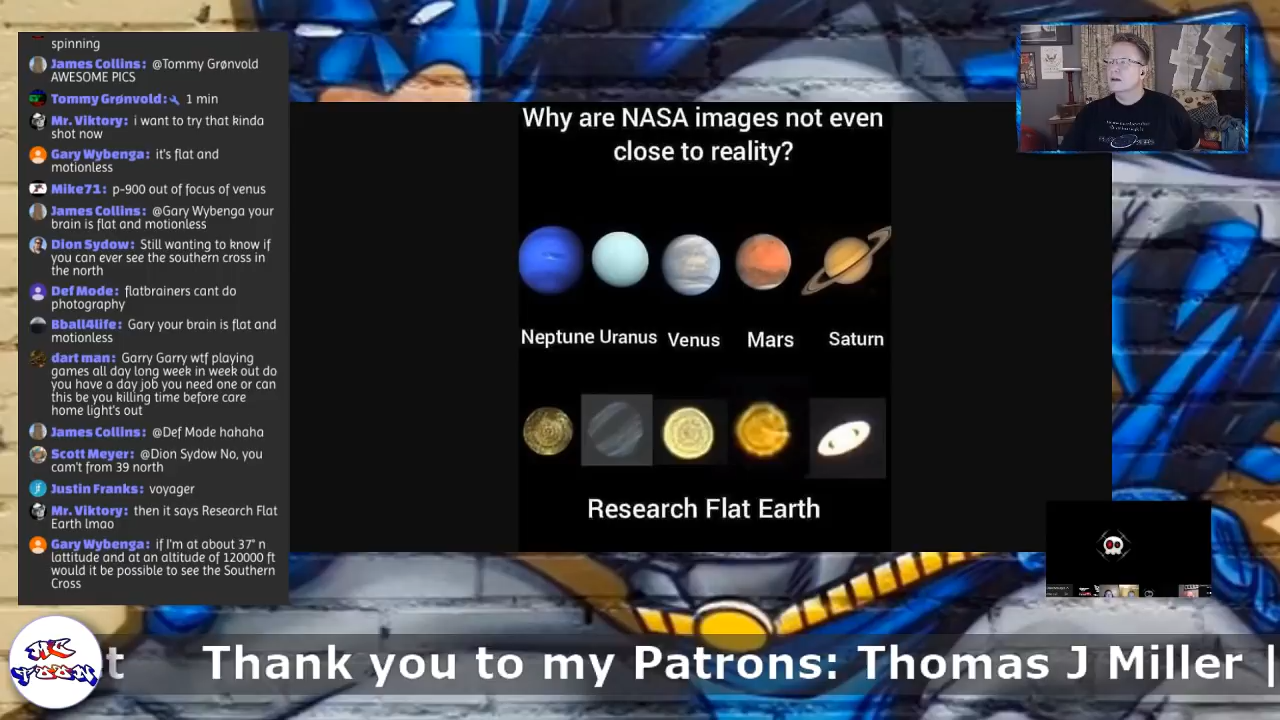 spinning
James Collins: @Tommy Grønvold
AWESOME PICS
Tommy Grønvold: 1 min
Mr. Viktory: i want to try that kinda
shot now
Gary Wybenga: it's flat and
motionless
Mike71: p-900 out of focus of venus
James Collins: @Gary Wybenga your
brain is flat and motionless
Dion Sydow: Still wanting to know if
you can ever see the southern cross in
the north
Def Mode: flatbrainers cant do
photography
Bball4life: Gary your brain is flat and
motionless
dart man: Garry Garry wtf playing
games all day long week in week out do
you have a day job you need one or can
this be you killing time before care
home light's out
James Collins: @Def Mode hahaha
Scott Meyer: @Dion Sydow No, you
cam't from 39 north
Justin Franks: voyager
Mr. Viktory: then it says Research Flat
Earth lmao
Gary Wybenga: if I'm at about 37" n
lattitude and at an altitude of 120000 ft
would it be possible to see the Southern
Cross
Why are NASA images not even
close to reality?
Neptune Uranus Venus Mars Saturn
Research Flat Earth
MC TOON
t Thank you to my Patrons: Thomas J Miller |